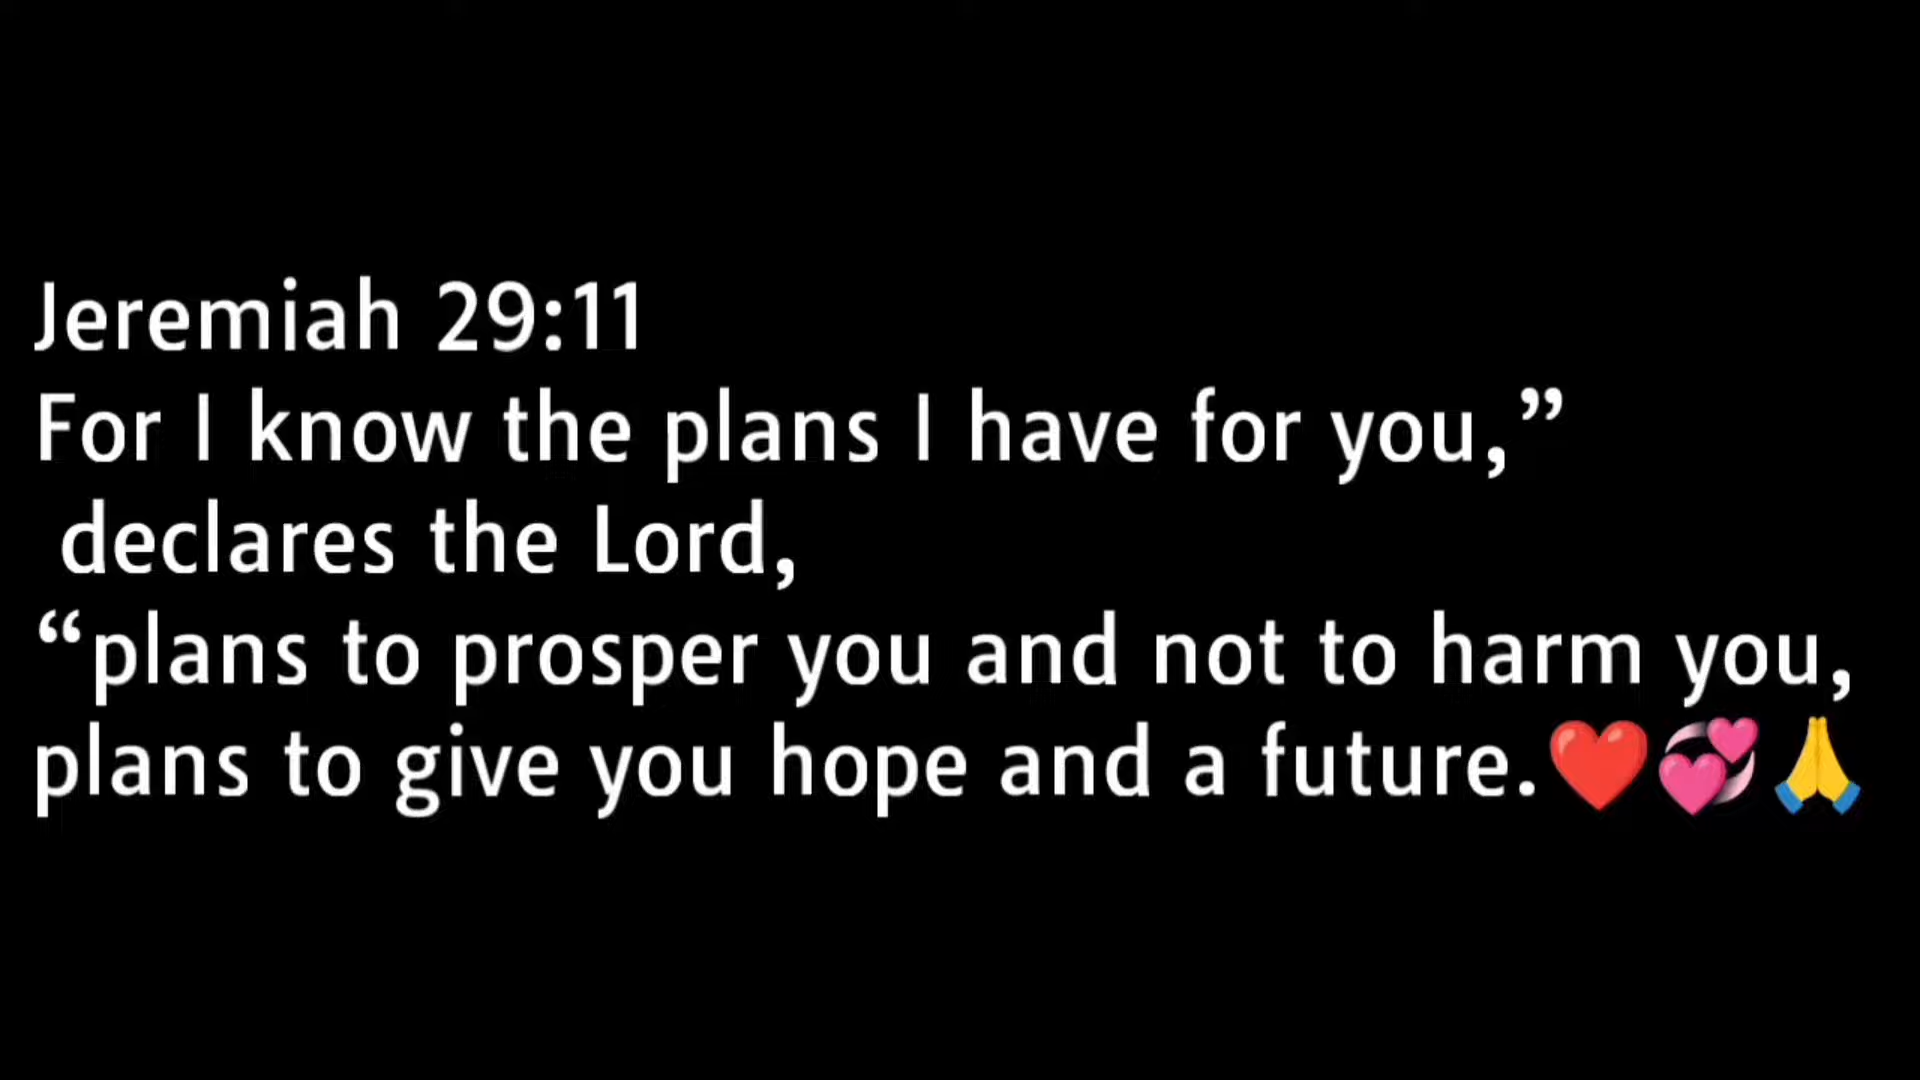 Jeremiah 29:11
For I know the plans I have for you,”
declares the Lord,
“plans to prosper you and not to harm you,
plans to give you hope and a future.❤️💞🙏